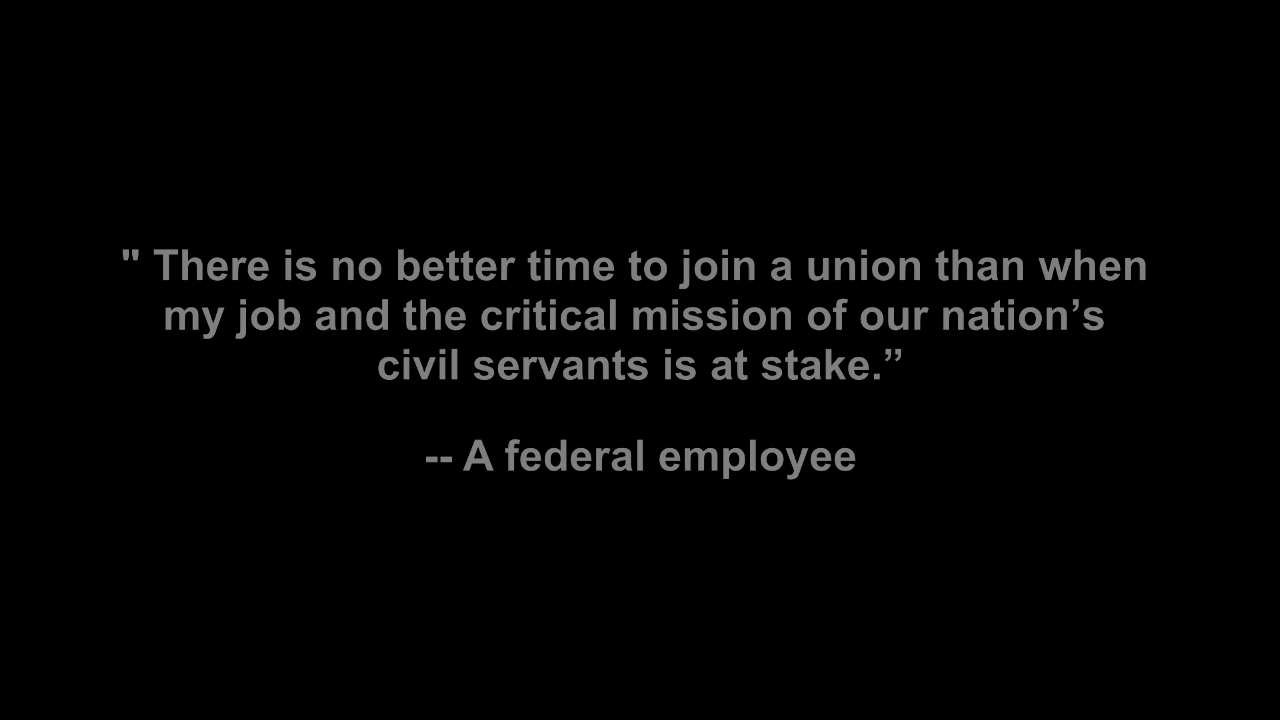 " There is no better time to join a union than when
my job and the critical mission of our nation’s
civil servants is at stake.”
-- A federal employee